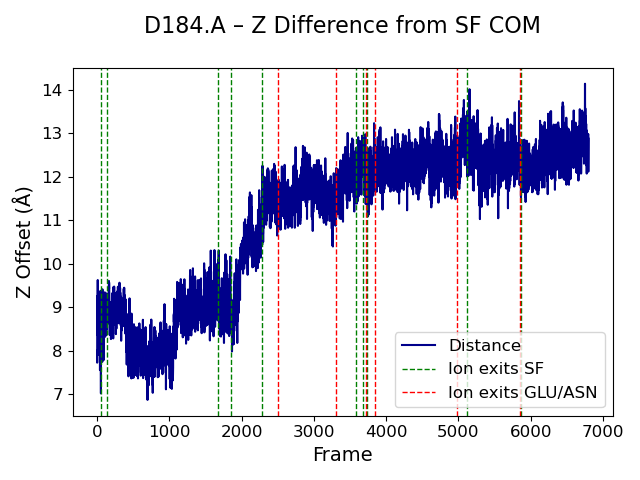 D184.A – Z Difference from SF COM
Z Offset (Å)
14
13
12
11
10
9
8
7
Distance
Ion exits SF
Ion exits GLU/ASN
0 1000 2000 3000 4000 5000 6000 7000
Frame